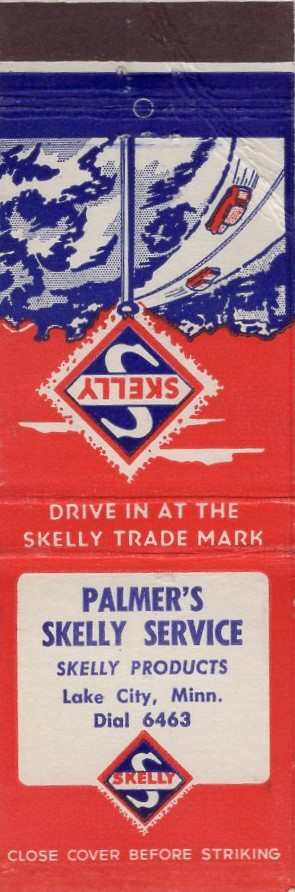 SKELLY
S
DRIVE IN AT THE
SKELLY TRADE MARK
PALMER'S
SKELLY SERVICE
SKELLY PRODUCTS
Lake City, Minn.
Dial 6463
SKELLY
S
CLOSE COVER BEFORE STRIKING